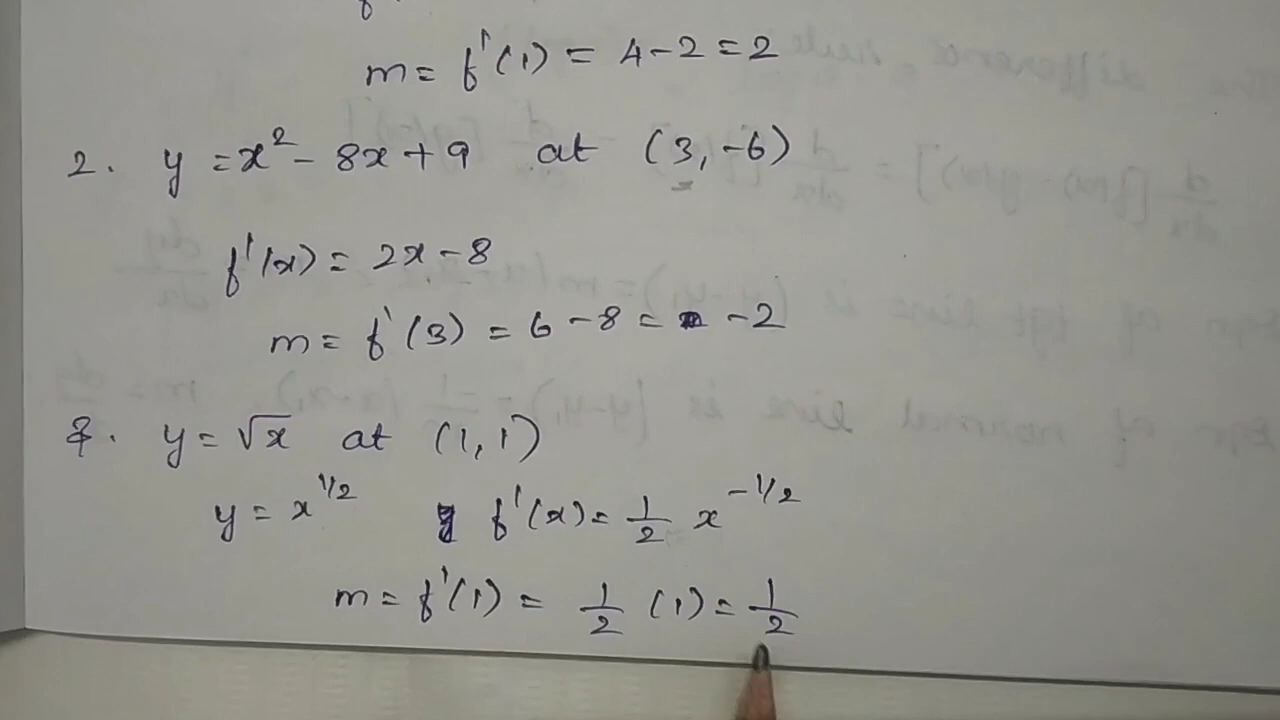 m = f'(1) = 4 - 2 = 2
2. y = x² - 8x + 9 at (3, -6)
f'(x) = 2x - 8
m = f'(3) = 6 - 8 = -2
y = √x at (1, 1)
y = x^1/2 f'(x) = 1/2 x^-1/2
m = f'(1) = 1/2 (1) = 1/2